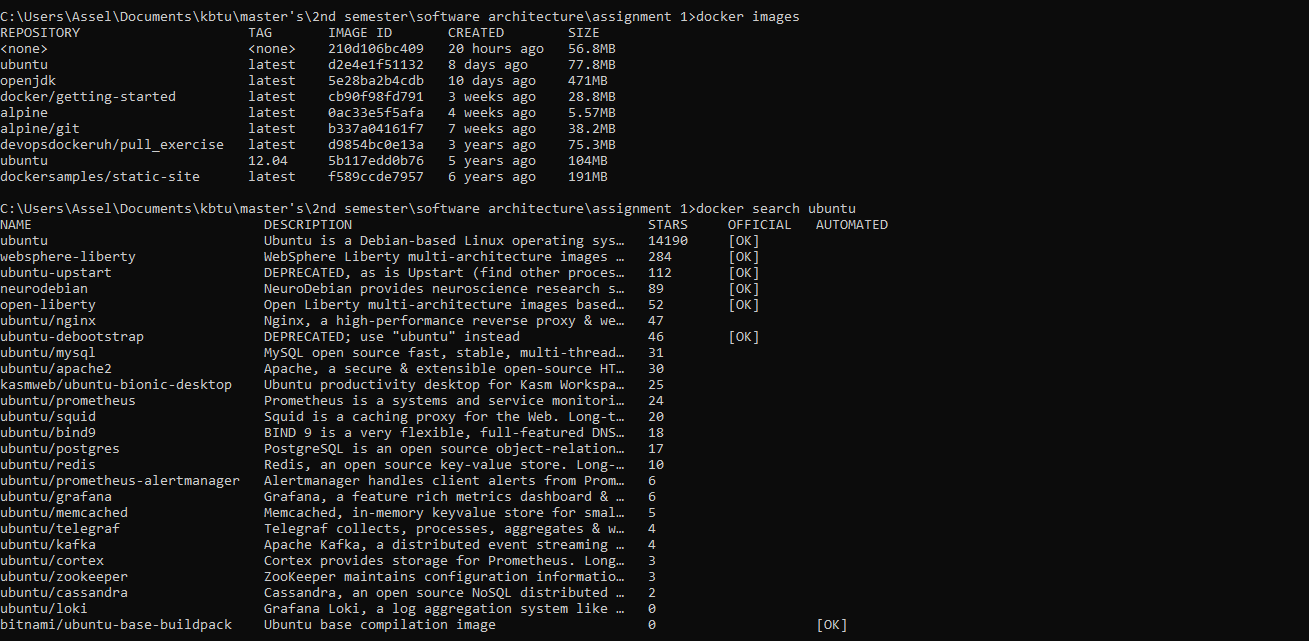 C:\Users\Assel\Documents\kbtu\master's\2nd semester\software architecture\assignment 1>docker images
REPOSITORY TAG IMAGE ID CREATED SIZE
<none> <none> 210d106bc409 20 hours ago 56.8MB
ubuntu latest d2e4e1f51132 8 days ago 77.8MB
openjdk latest 5e28ba2b4cdb 10 days ago 471MB
docker/getting-started latest cb90f98fd791 3 weeks ago 28.8MB
alpine latest 0ac33e5f5afa 4 weeks ago 5.57MB
alpine/git latest b337a04161f7 7 weeks ago 38.2MB
devopsdockeruh/pull_exercise latest d9854bc0e13a 3 years ago 75.3MB
ubuntu 12.04 5b117edd0b76 5 years ago 104MB
dockersamples/static-site latest f589ccde7957 6 years ago 191MB
C:\Users\Assel\Documents\kbtu\master's\2nd semester\software architecture\assignment 1>docker search ubuntu
NAME DESCRIPTION STARS OFFICIAL AUTOMATED
ubuntu Ubuntu is a Debian-based Linux operating sys… 14190 [OK]
websphere-liberty WebSphere Liberty multi-architecture images … 284 [OK]
ubuntu-upstart DEPRECATED, as is Upstart (find other proces… 112 [OK]
neurodebian NeuroDebian provides neuroscience research s… 89 [OK]
open-liberty Open Liberty multi-architecture images based… 52 [OK]
ubuntu/nginx Nginx, a high-performance reverse proxy & we… 47
ubuntu-debootstrap DEPRECATED; use "ubuntu" instead 46 [OK]
ubuntu/mysql MySQL open source fast, stable, multi-thread… 31
ubuntu/apache2 Apache, a secure & extensible open-source HT… 30
kasmweb/ubuntu-bionic-desktop Ubuntu productivity desktop for Kasm Workspa… 25
ubuntu/prometheus Prometheus is a systems and service monitori… 24
ubuntu/squid Squid is a caching proxy for the Web. Long-t… 20
ubuntu/bind9 BIND 9 is a very flexible, full-featured DNS… 18
ubuntu/postgres PostgreSQL is an open source object-relation… 17
ubuntu/redis Redis, an open source key-value store. Long-… 10
ubuntu/prometheus-alertmanager Alertmanager handles client alerts from Prom… 6
ubuntu/grafana Grafana, a feature rich metrics dashboard & … 6
ubuntu/memcached Memcached, in-memory keyvalue store for smal… 5
ubuntu/telegraf Telegraf collects, processes, aggregates & w… 4
ubuntu/kafka Apache Kafka, a distributed event streaming … 4
ubuntu/cortex Cortex provides storage for Prometheus. Long… 3
ubuntu/zookeeper ZooKeeper maintains configuration informatio… 3
ubuntu/cassandra Cassandra, an open source NoSQL distributed … 2
ubuntu/loki Grafana Loki, a log aggregation system like … 0
bitnami/ubuntu-base-buildpack Ubuntu base compilation image 0 [OK]